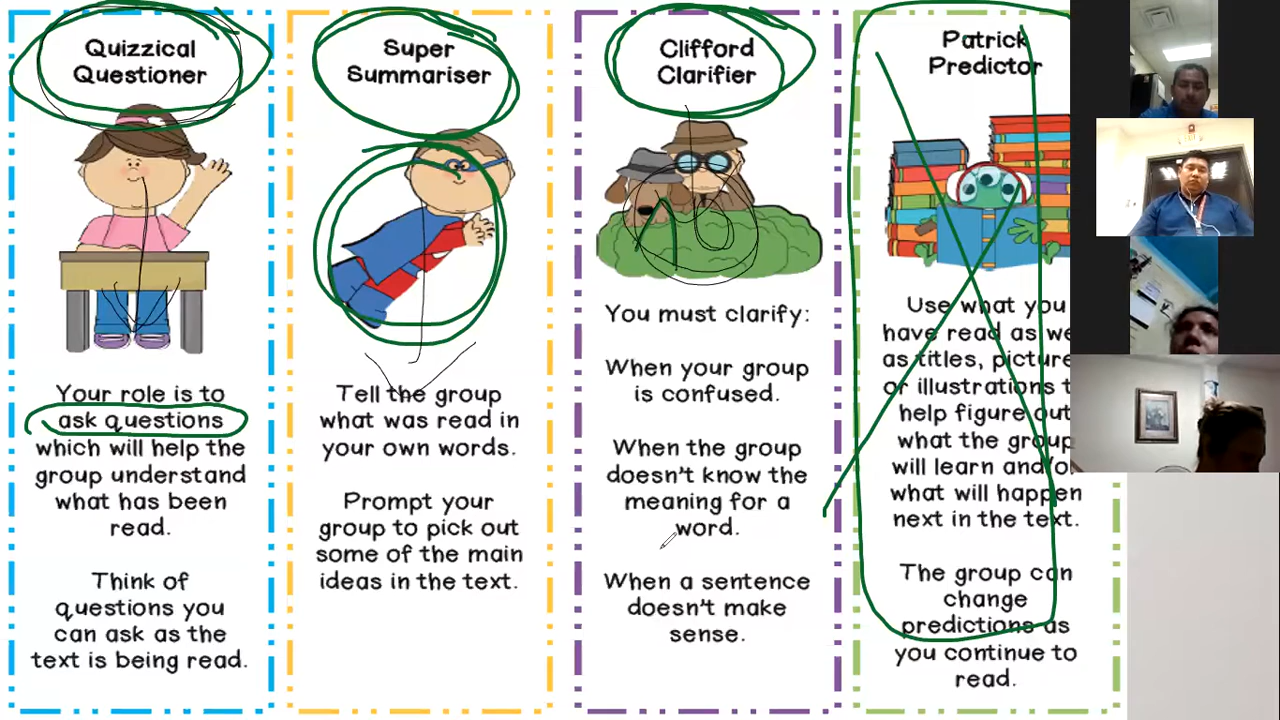 Quizzical
Questioner
Your role is to
ask questions
which will help the
group understand
what has been
read.
Think of
questions you
can ask as the
text is being read.
Super
Summariser
Tell the group
what was read in
your own words.
Prompt your
group to pick out
some of the main
ideas in the text.
Clifford
Clarifier
You must clarify:
When your group
is confused.
When the group
doesn't know the
meaning for a
word.
When a sentence
doesn't make
sense.
Patrick
Predictor
Use what you
have read as
as titles,
or illustrations
help figure out
what the group
will learn and/or
what will happen
next in the text.
The group can
change
predictions as
you continue to
read.